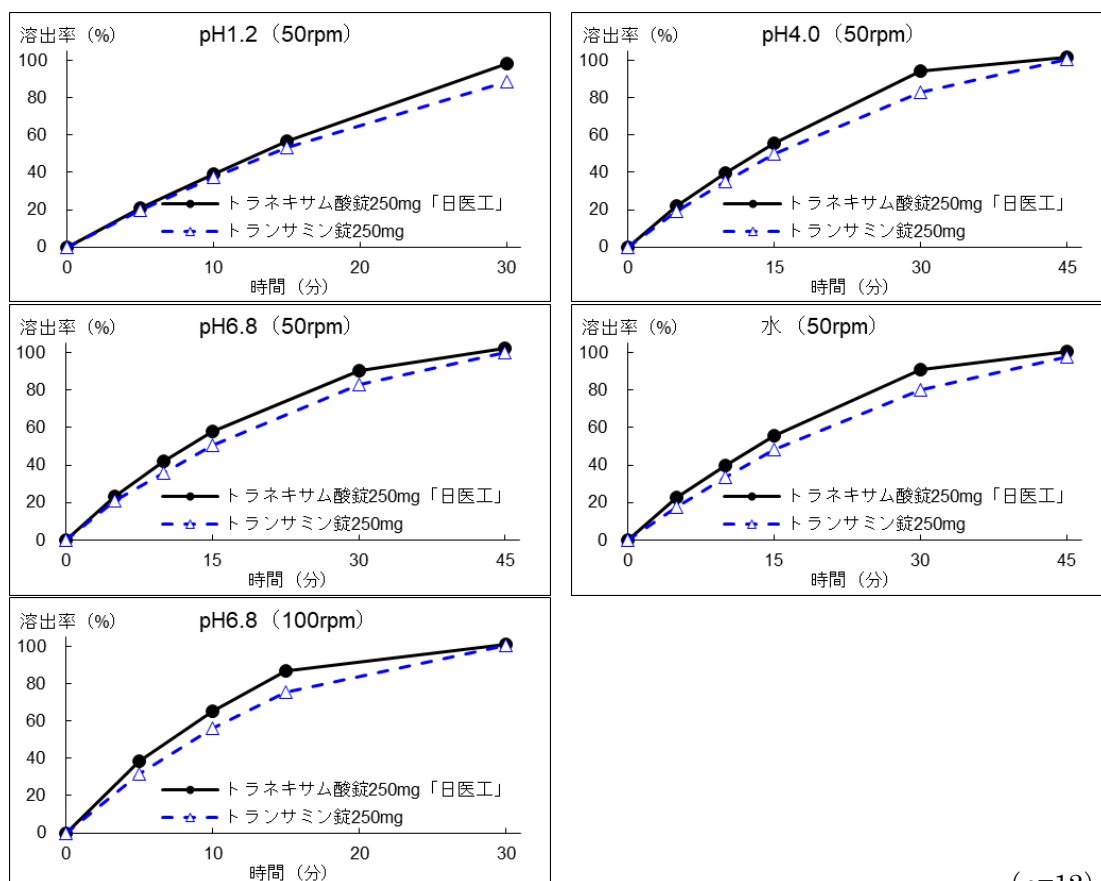 溶出率（%） pH1.2（50rpm）
100
80
60
40
20
0
トラネキサム酸錠250mg「日医工」
トランサミン錠250mg
0 10 20 30
時間（分）
溶出率（%） pH4.0（50rpm）
100
80
60
40
20
0
トラネキサム酸錠250mg「日医工」
トランサミン錠250mg
0 15 30 45
時間（分）
溶出率（%） pH6.8（50rpm）
100
80
60
40
20
0
トラネキサム酸錠250mg「日医工」
トランサミン錠250mg
0 15 30 45
時間（分）
溶出率（%） 水（50rpm）
100
80
60
40
20
0
トラネキサム酸錠250mg「日医工」
トランサミン錠250mg
0 15 30 45
時間（分）
溶出率（%） pH6.8（100rpm）
100
80
60
40
20
0
トラネキサム酸錠250mg「日医工」
トランサミン錠250mg
0 10 20 30
時間（分）